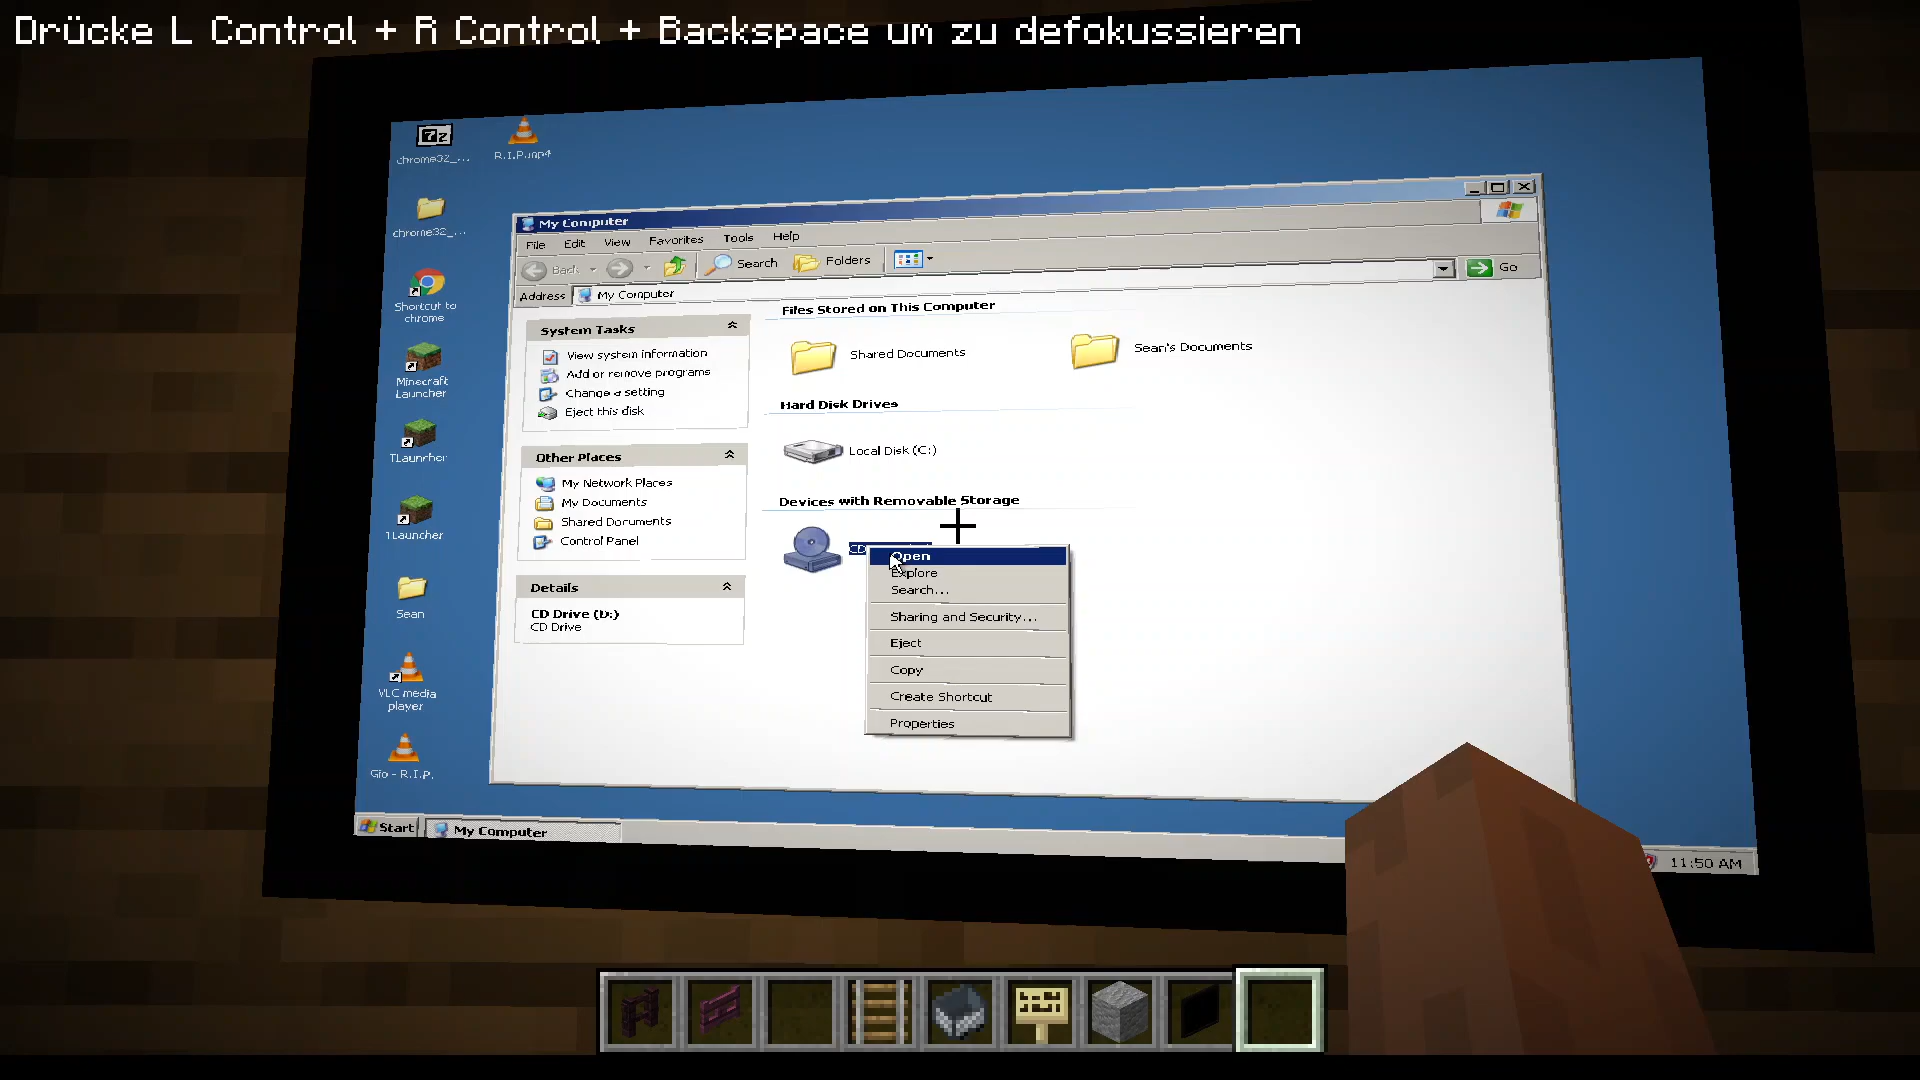 Drücke L Control + R Control + Backspace um zu defokussieren
chrome32_...
R.I.P.mp4
chrome32_...
Shortcut to
chrome
Minecraft
Launcher
TLauncher
TLauncher
Sean
VLC media
player
Gio - R.I.P.
My Computer
File Edit View Favorites Tools Help
Back Search Folders
Address My Computer Go
System Tasks
View system information
Add or remove programs
Change a setting
Eject this disk
Other Places
My Network Places
My Documents
Shared Documents
Control Panel
Details
CD Drive (D:)
CD Drive
Files Stored on This Computer
Shared Documents Sean's Documents
Hard Disk Drives
Local Disk (C:)
Devices with Removable Storage
Open
Explore
Search...
Sharing and Security...
Eject
Copy
Create Shortcut
Properties
Start My Computer 11:50 AM